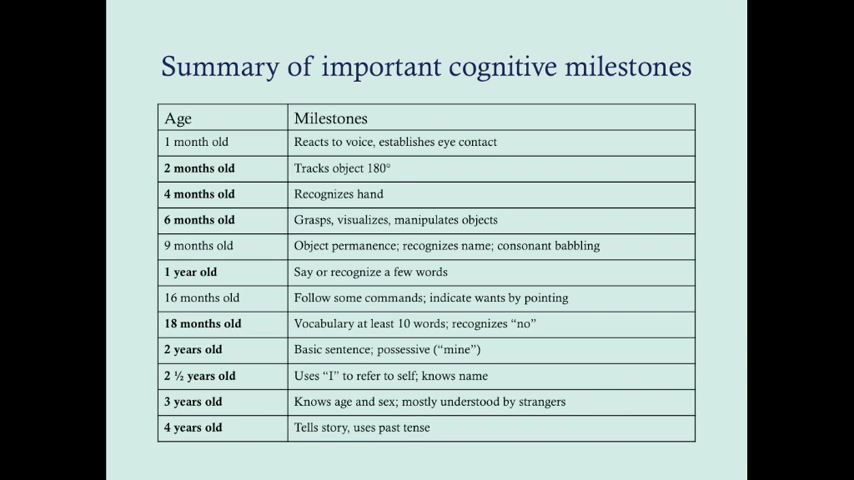 Summary of important cognitive milestones
Age Milestones
1 month old Reacts to voice, establishes eye contact
2 months old Tracks object 180°
4 months old Recognizes hand
6 months old Grasps, visualizes, manipulates objects
9 months old Object permanence; recognizes name; consonant babbling
1 year old Say or recognize a few words
16 months old Follow some commands; indicate wants by pointing
18 months old Vocabulary at least 10 words; recognizes “no”
2 years old Basic sentence; possessive (“mine”)
2 ½ years old Uses “I” to refer to self; knows name
3 years old Knows age and sex; mostly understood by strangers
4 years old Tells story, uses past tense